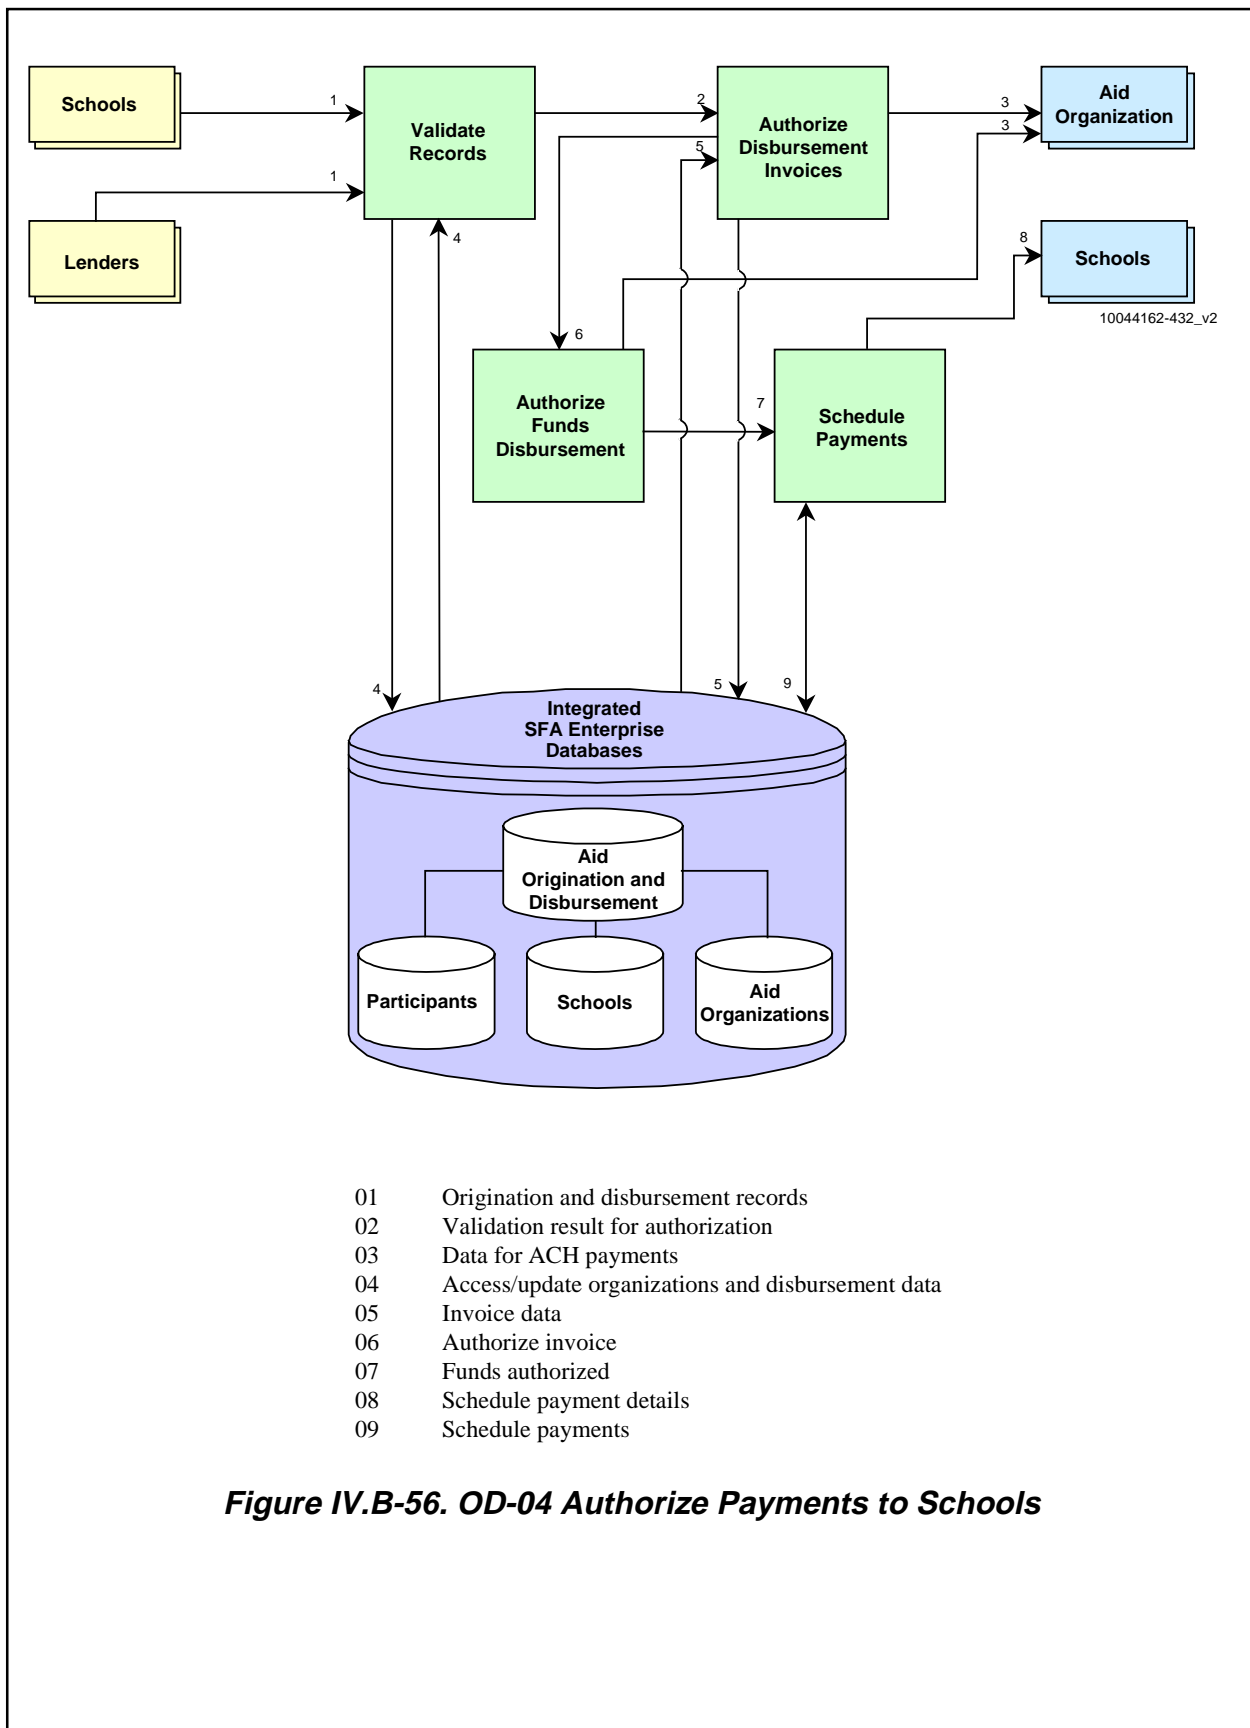 Schools
1
Validate
Records
2
Authorize
Disbursement
Invoices
3
3
Aid
Organization
5
1
Lenders
4
8
Schools
10044162-432_v2
6
Authorize
Funds
Disbursement
7
Schedule
Payments
4
5
9
Integrated
SFA Enterprise
Databases
Aid
Origination and
Disbursement
Participants
Schools
Aid
Organizations
01 Origination and disbursement records
02 Validation result for authorization
03 Data for ACH payments
04 Access/update organizations and disbursement data
05 Invoice data
06 Authorize invoice
07 Funds authorized
08 Schedule payment details
09 Schedule payments
Figure IV.B-56. OD-04 Authorize Payments to Schools